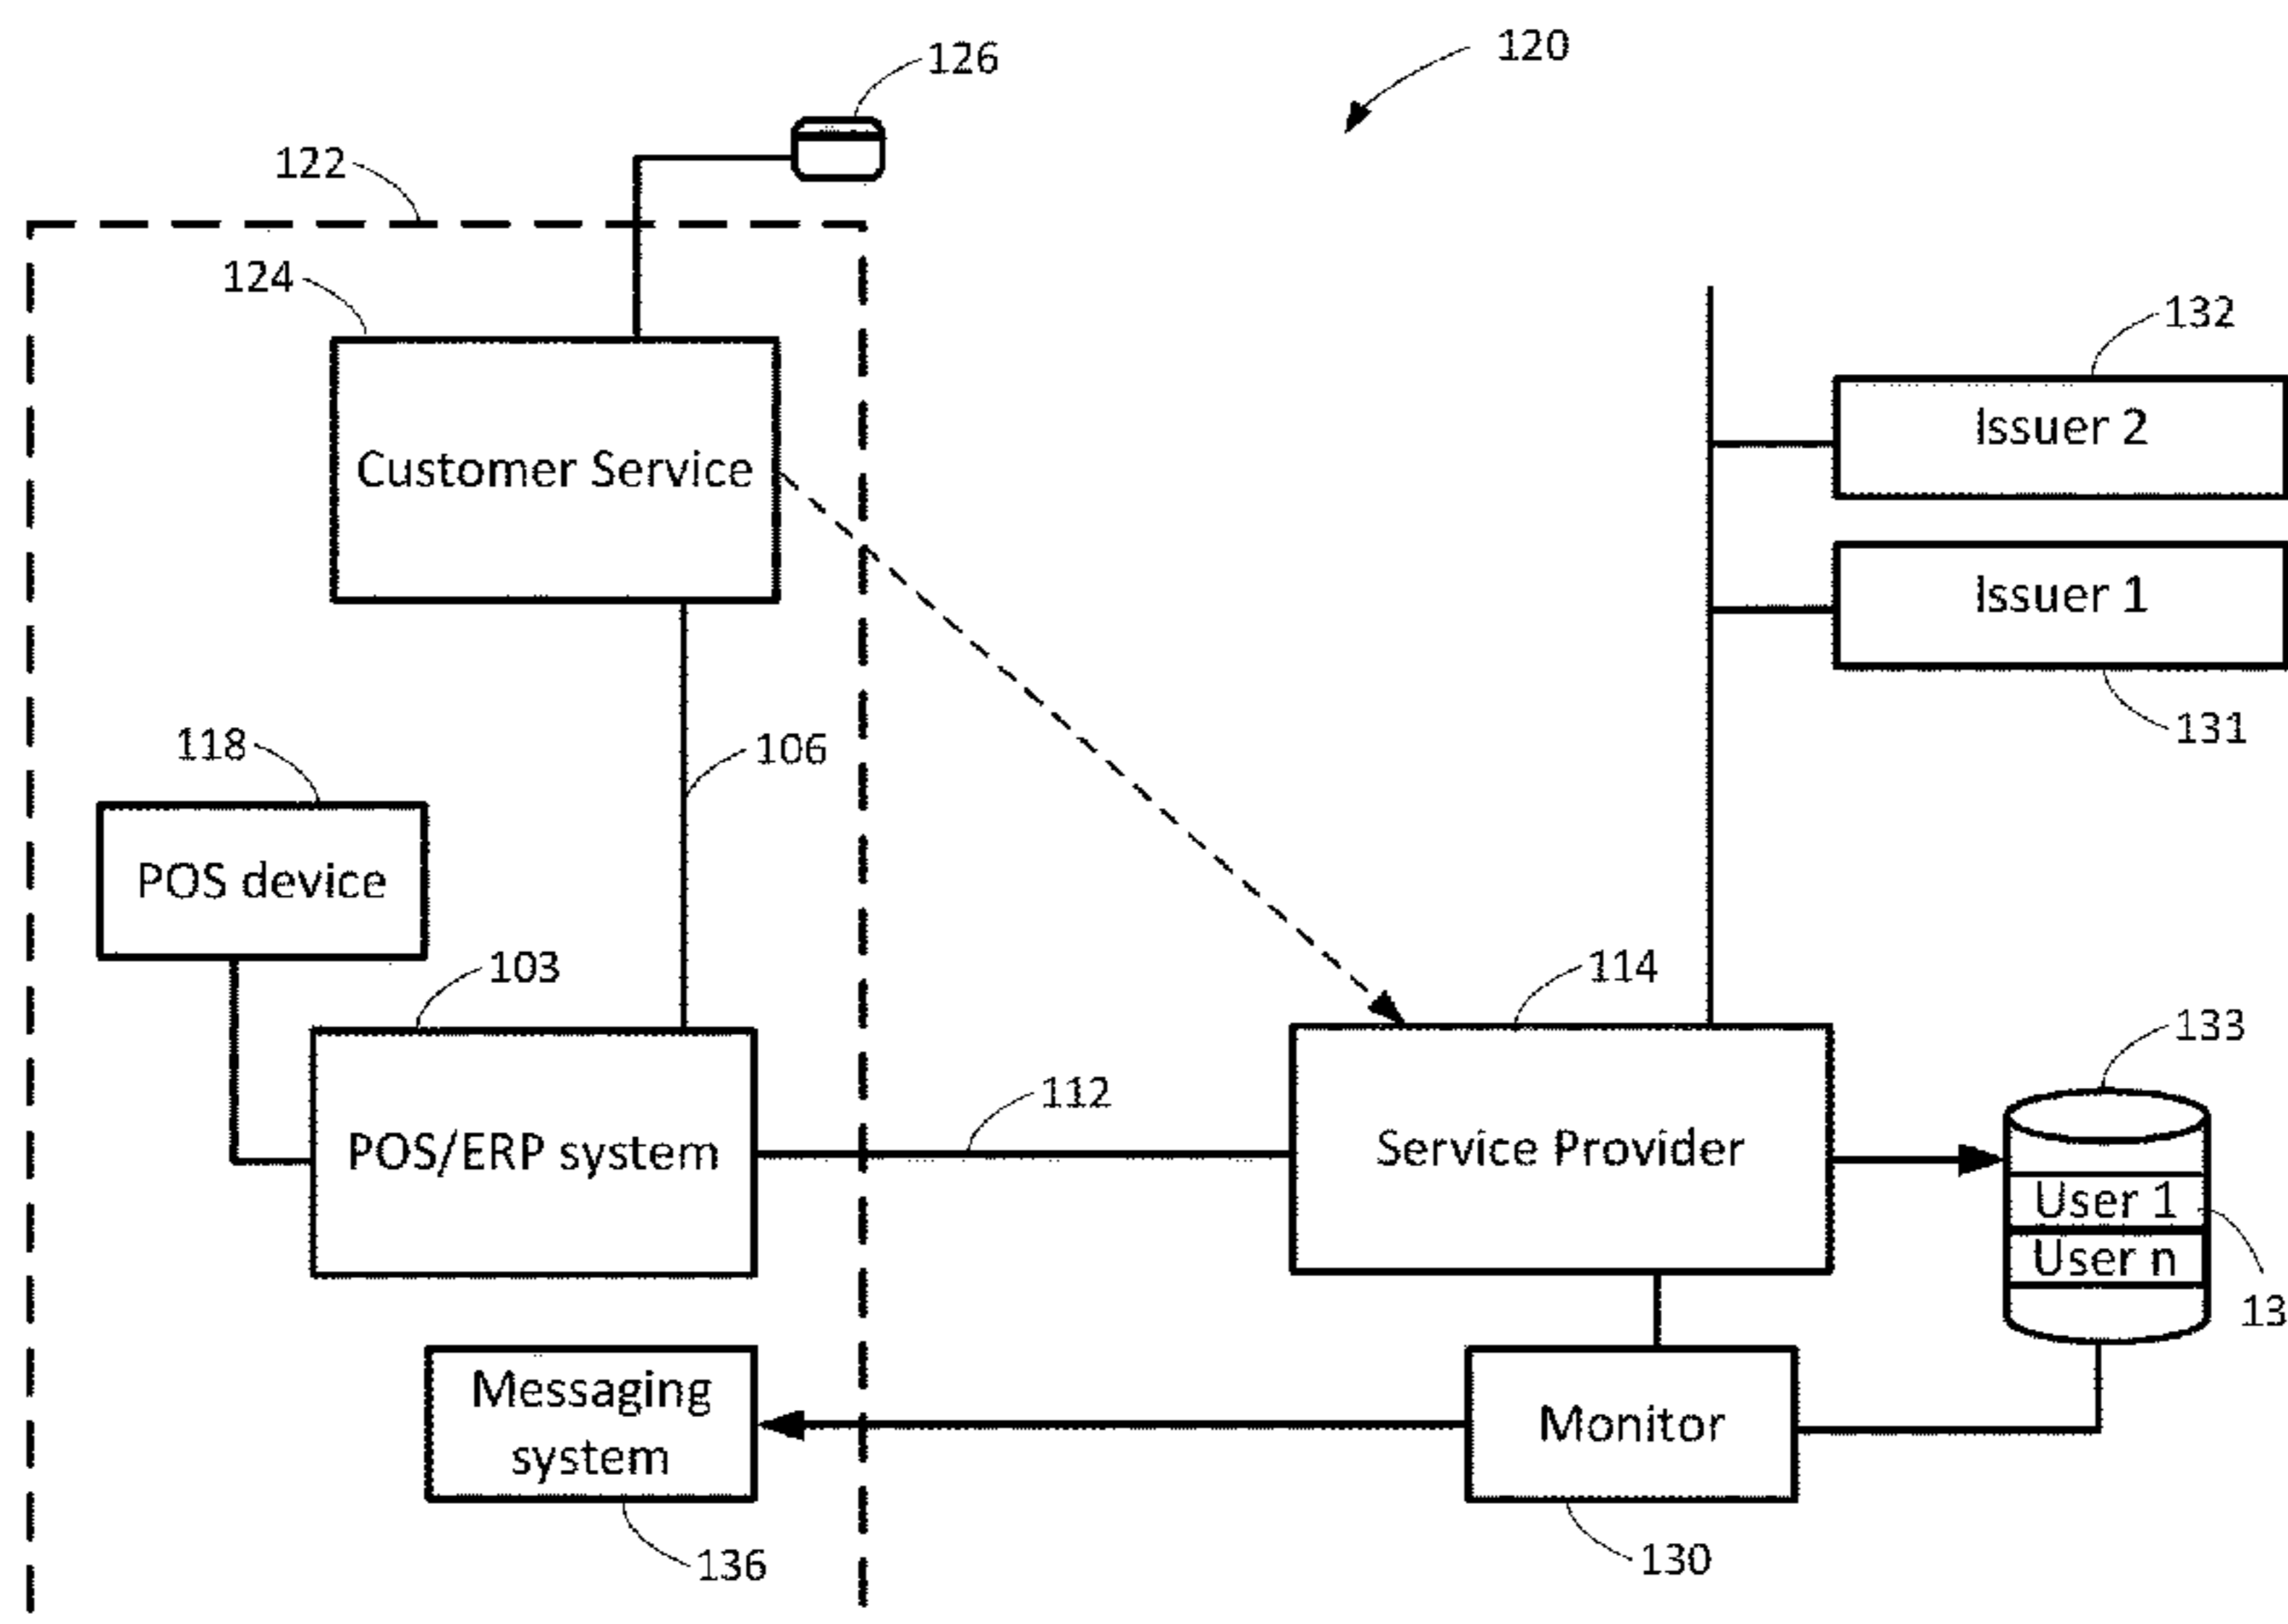 120
126
122
124
132
Issuer 2
Customer Service
Issuer 1
131
118
106
POS device
103
114
133
112
POS/ERP system
Service Provider
User 1
User n
13
Messaging
system
Monitor
136
130